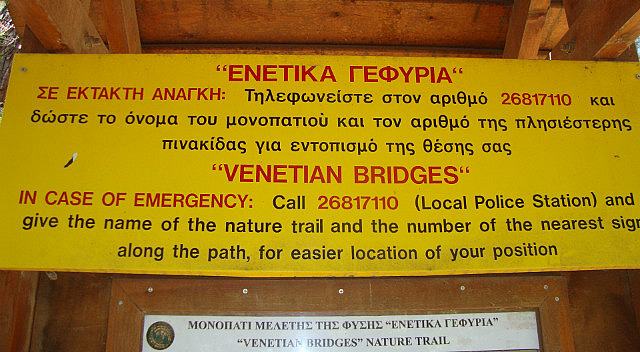 “ΕΝΕΤΙΚΑ ΓΕΦΥΡΙΑ“
ΣΕ ΕΚΤΑΚΤΗ ΑΝΑΓΚΗ: Τηλεφωνείστε στον αριθμό 26817110 και
δώστε το όνομα του μονοπατιού και τον αριθμό της πλησιέστερης
πινακίδας για εντοπισμό της θέσης σας
“VENETIAN BRIDGES“
IN CASE OF EMERGENCY: Call 26817110 (Local Police Station) and
give the name of the nature trail and the number of the nearest sign
along the path, for easier location of your position
ΜΟΝΟΠΑΤΙ ΜΕΛΕΤΗΣ ΤΗΣ ΦΥΣΗΣ “ΕΝΕΤΙΚΑ ΓΕΦΥΡΙΑ”
“VENETIAN BRIDGES” NATURE TRAIL